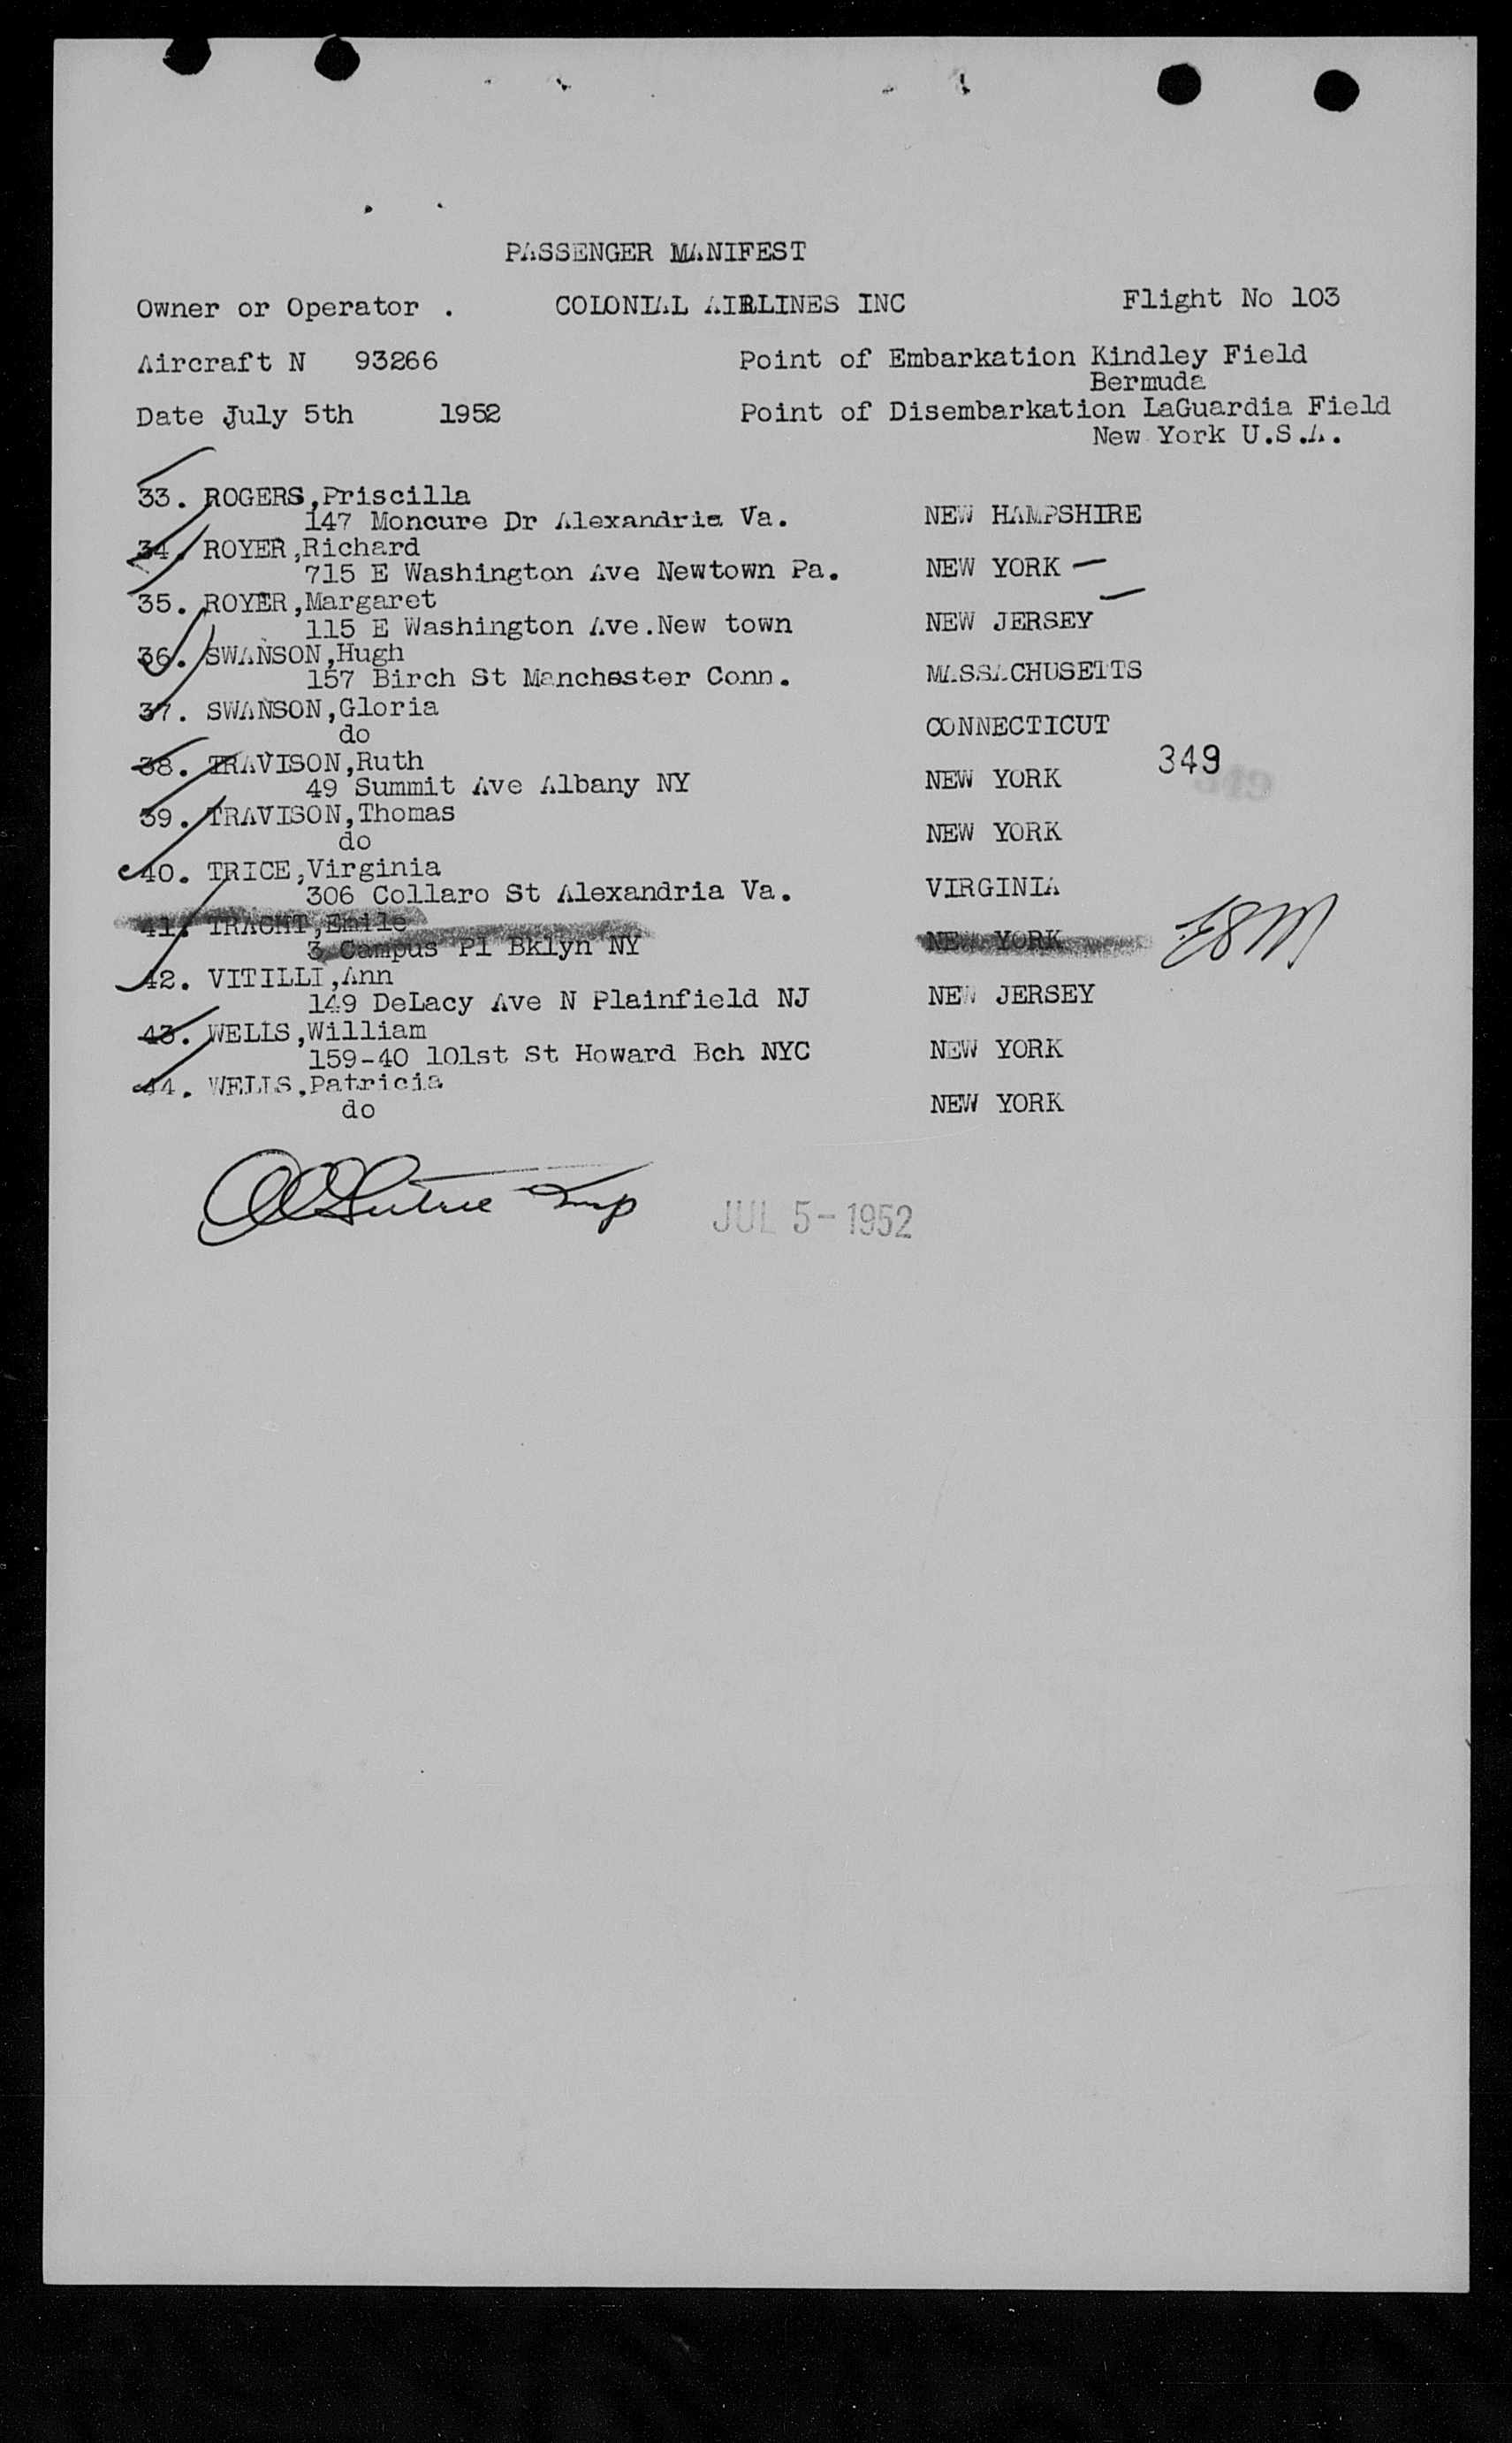 PASSENGER MANIFEST
Owner or Operator . COLONIAL AIRLINES INC Flight No 103
Aircraft N 93266 Point of Embarkation Kindley Field
Bermuda
Date July 5th 1952 Point of Disembarkation LaGuardia Field
New York U.S.A.
33. ROGERS,Priscilla
147 Moncure Dr Alexandria Va. NEW HAMPSHIRE
34. ROYER,Richard
715 E Washington Ave Newtown Pa. NEW YORK
35. ROYER,Margaret
115 E Washington Ave.New town NEW JERSEY
36. SWANSON,Hugh
157 Birch St Manchester Conn. MASSACHUSETTS
37. SWANSON,Gloria
do CONNECTICUT
38. TRAVISON,Ruth
49 Summit Ave Albany NY NEW YORK 349
39. TRAVISON,Thomas
do NEW YORK
40. TRICE,Virginia
306 Collaro St Alexandria Va. VIRGINIA
41. TRACHT,Emile
3 Campus Pl Bklyn NY NEW YORK
42. VITILLI,Ann
149 DeLacy Ave N Plainfield NJ NEW JERSEY
43. WELLS,William
159-40 101st St Howard Bch NYC NEW YORK
44. WELLS,Patricia
do NEW YORK
JUL 5-1952